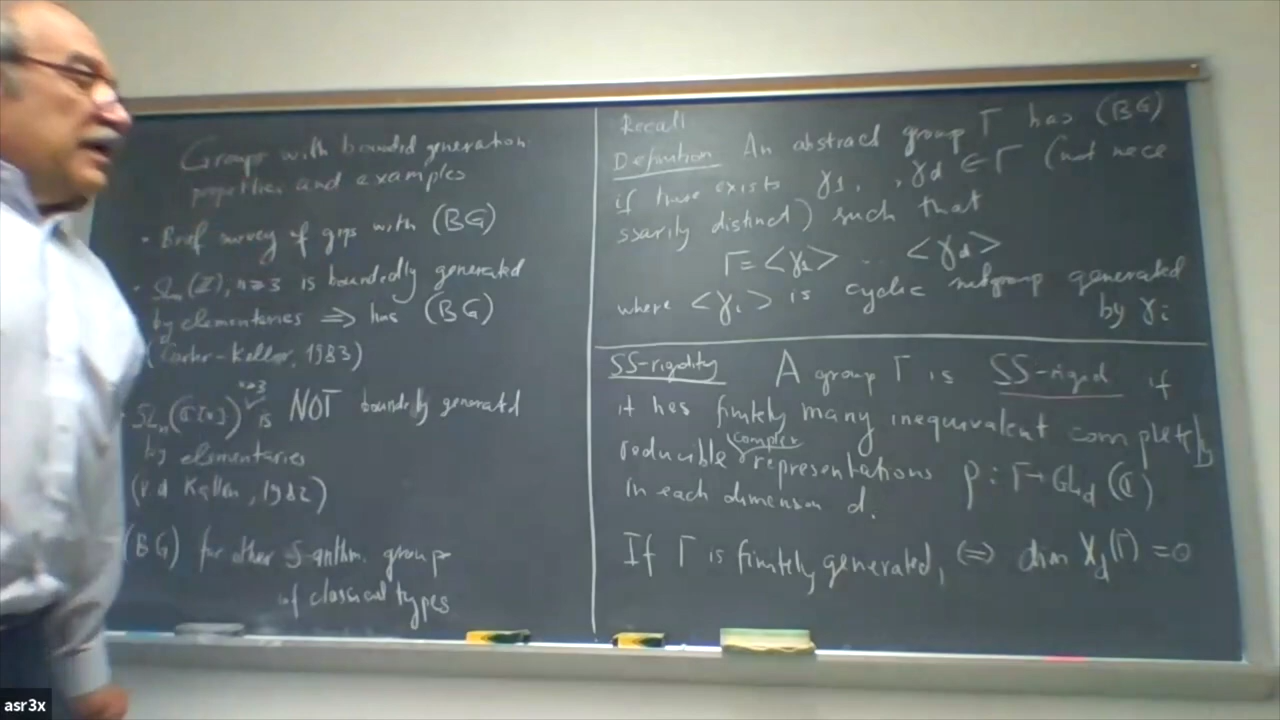 Groups with bounded generation:
properties and examples
• Brief survey of grps with (BG)
• SLn(Z), n≥3 is boundedly generated
by elementaries ⇒ has (BG)
(Carter-Keller, 1983)
n≥3
• SLn(C[x]) is NOT boundedly generated
by elementaries
(v.d Kallen, 1982)
(BG) for other S-arithm. groups
of classical types
Recall
Definition An abstract group Γ has (BG)
if there exists γ1, , γd ∈ Γ (not nece
ssarily distinct) such that
Γ = <γ1> ... <γd>
where <γi> is cyclic subgroup generated
by γi
SS-rigidity A group Γ is SS-rigid if
it has finitely many inequivalent completely
complex
reducible representations ρ: Γ→GLd(C)
in each dimension d.
If Γ is finitely generated, ⇔ dim Xd(Γ) = 0
asr3x